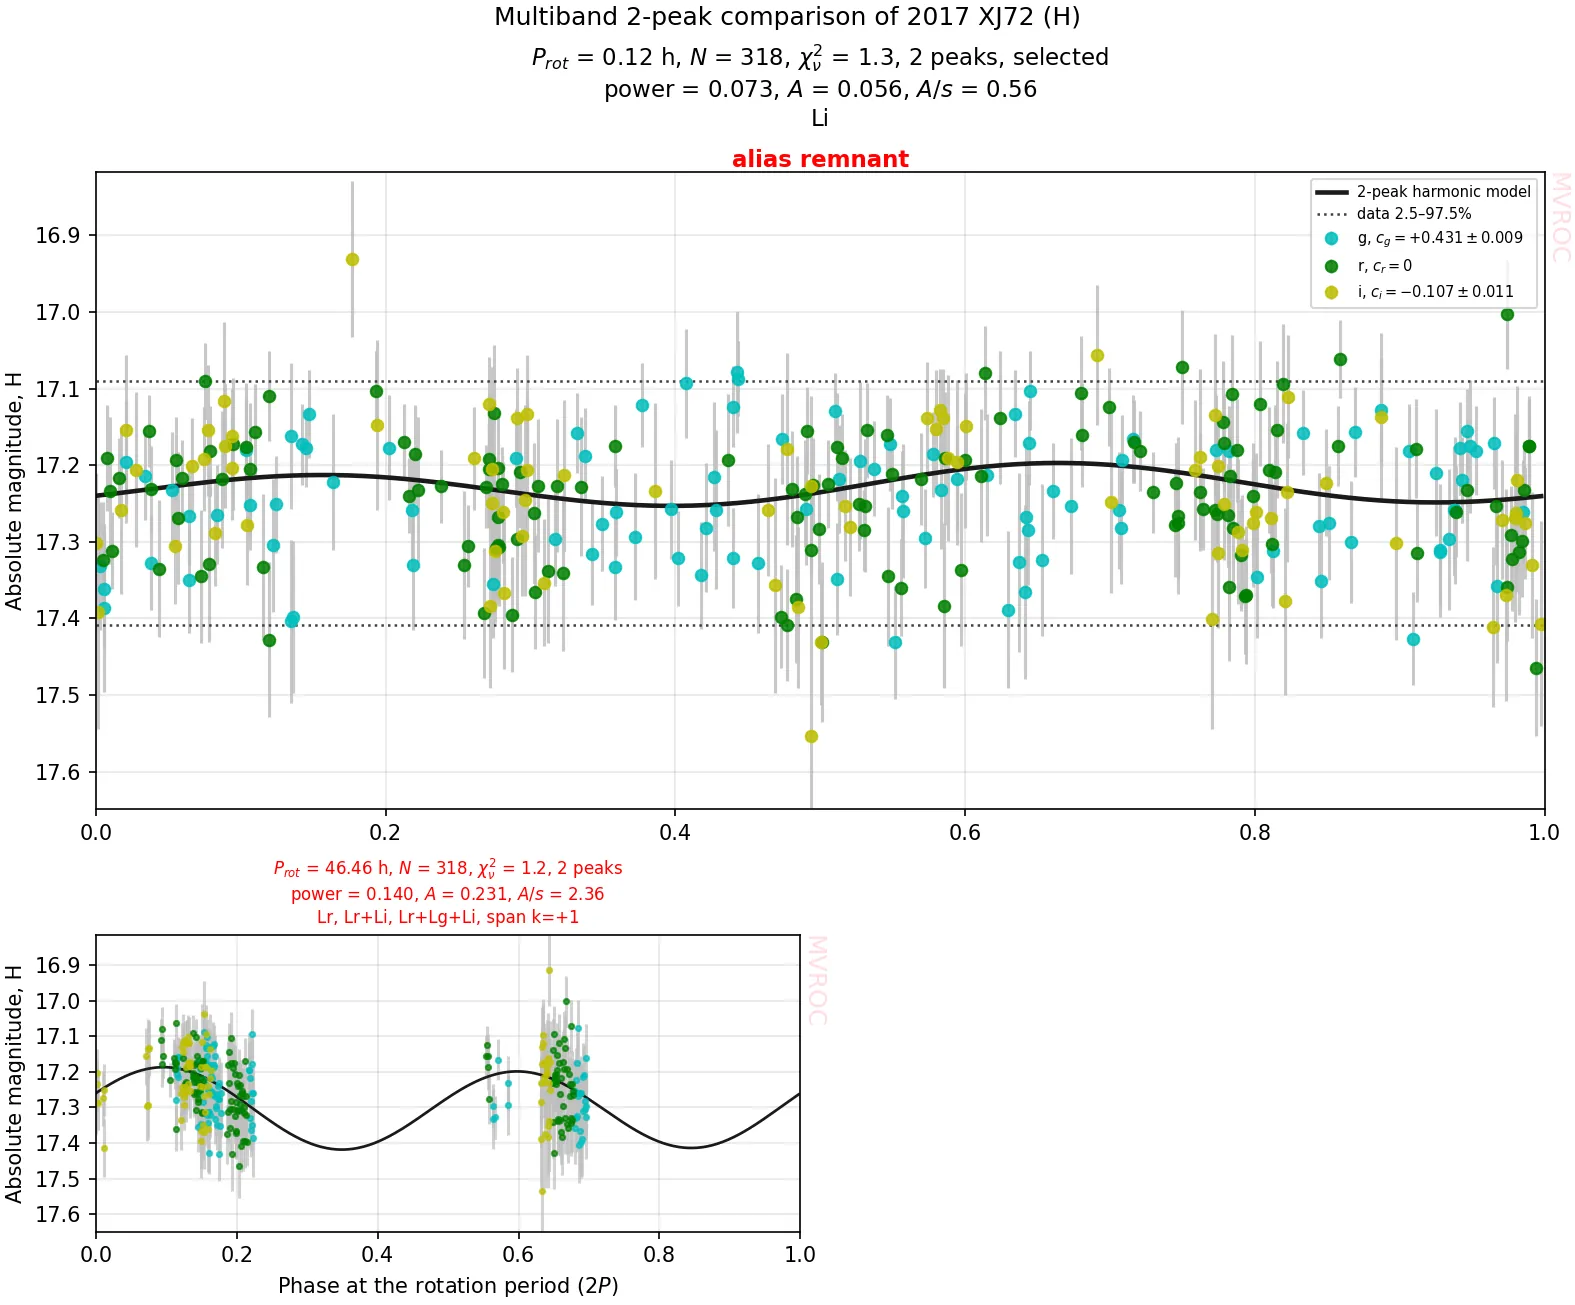 Multiband 2-peak comparison of 2017 XJ72 (H)
P_rot = 0.12 h, N = 318, χ²_ν = 1.3, 2 peaks, selected
power = 0.073, A = 0.056, A/s = 0.56
Li
alias remnant
2-peak harmonic model
data 2.5–97.5%
g, c_g = +0.431 ± 0.009
r, c_r = 0
i, c_i = −0.107 ± 0.011
MVROC
Absolute magnitude, H
16.9
17.0
17.1
17.2
17.3
17.4
17.5
17.6
0.0 0.2 0.4 0.6 0.8 1.0
P_rot = 46.46 h, N = 318, χ²_ν = 1.2, 2 peaks
power = 0.140, A = 0.231, A/s = 2.36
Lr, Lr+Li, Lr+Lg+Li, span k=+1
MVROC
Absolute magnitude, H
16.9
17.0
17.1
17.2
17.3
17.4
17.5
17.6
0.0 0.2 0.4 0.6 0.8 1.0
Phase at the rotation period (2P)